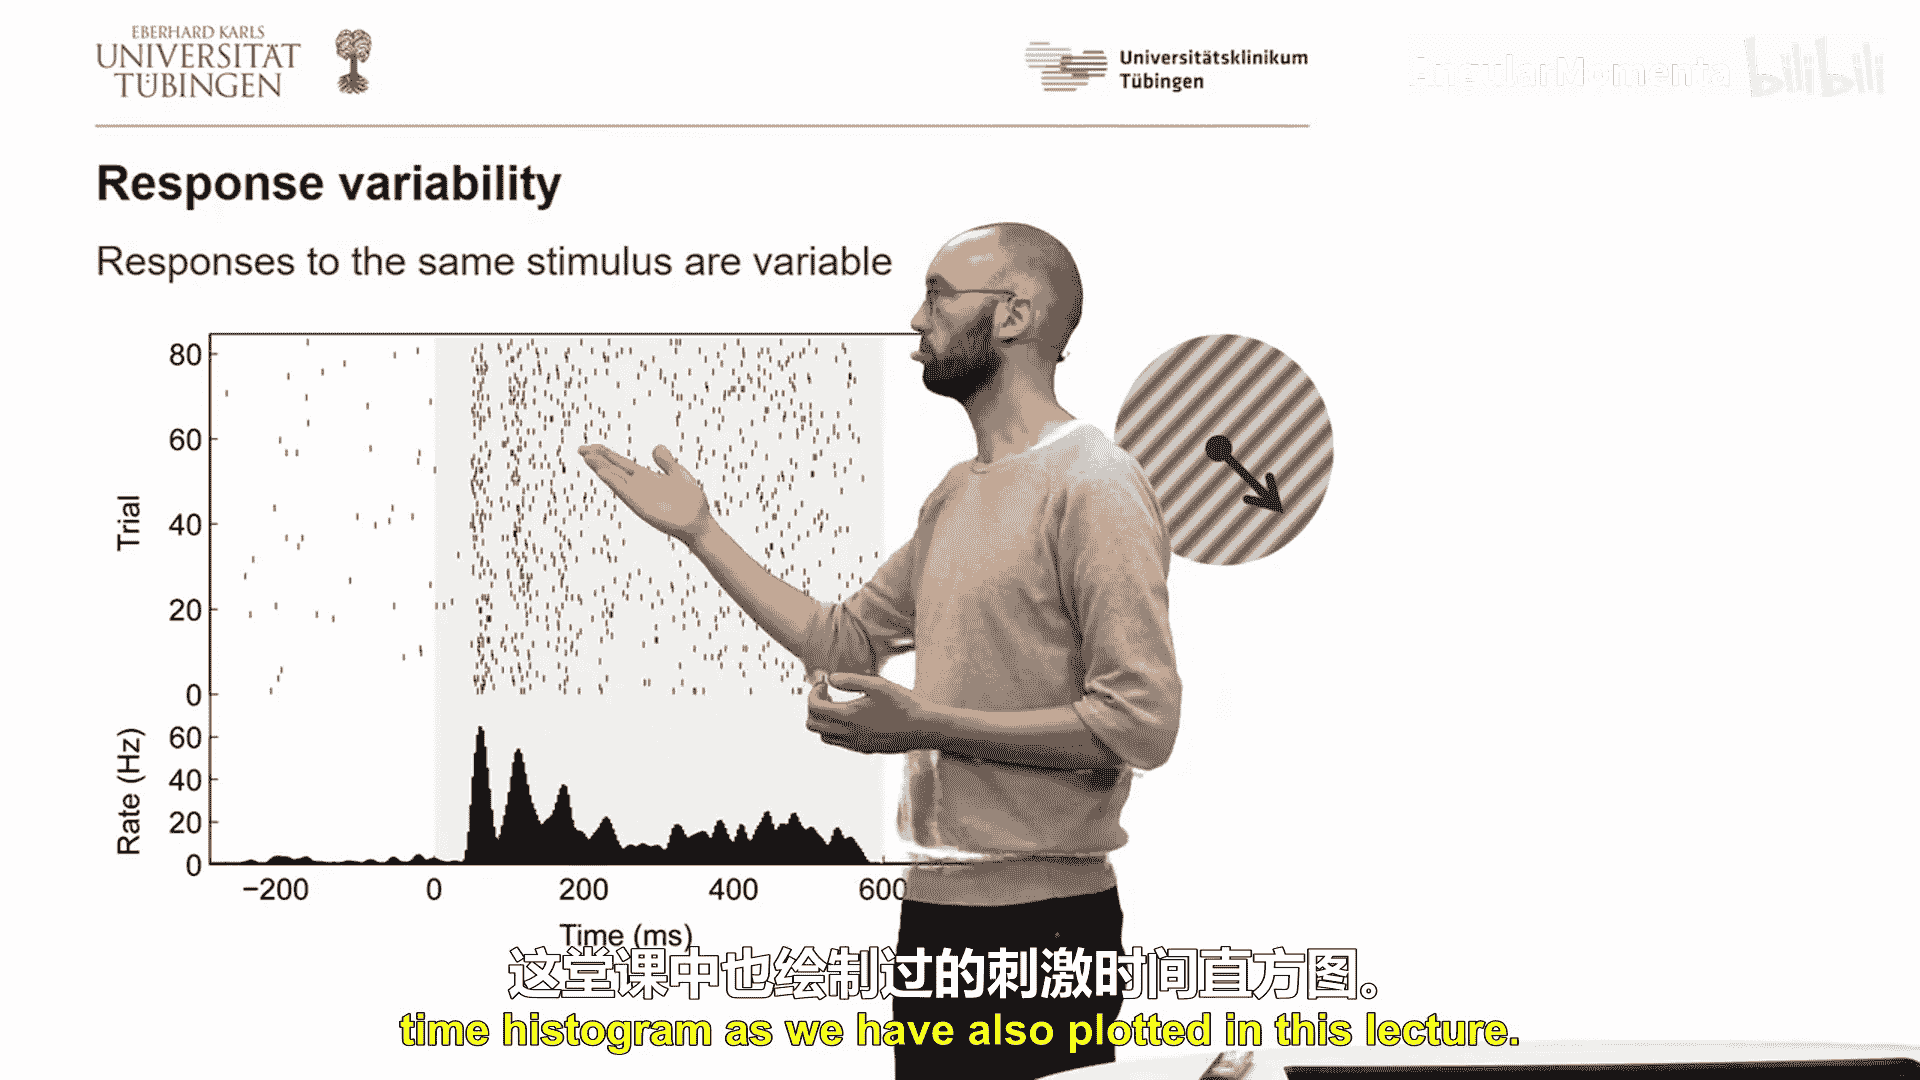 EBERHARD KARLS
UNIVERSITÄT
TÜBINGEN
Universitätsklinikum
Tübingen
AngularMomenta bilibili
Response variability
Responses to the same stimulus are variable
80
60
40
20
0
Trial
60
40
20
0
Rate (Hz)
−200 0 200 400 600
Time (ms)
这堂课中也绘制过的刺激时间直方图。
time histogram as we have also plotted in this lecture.